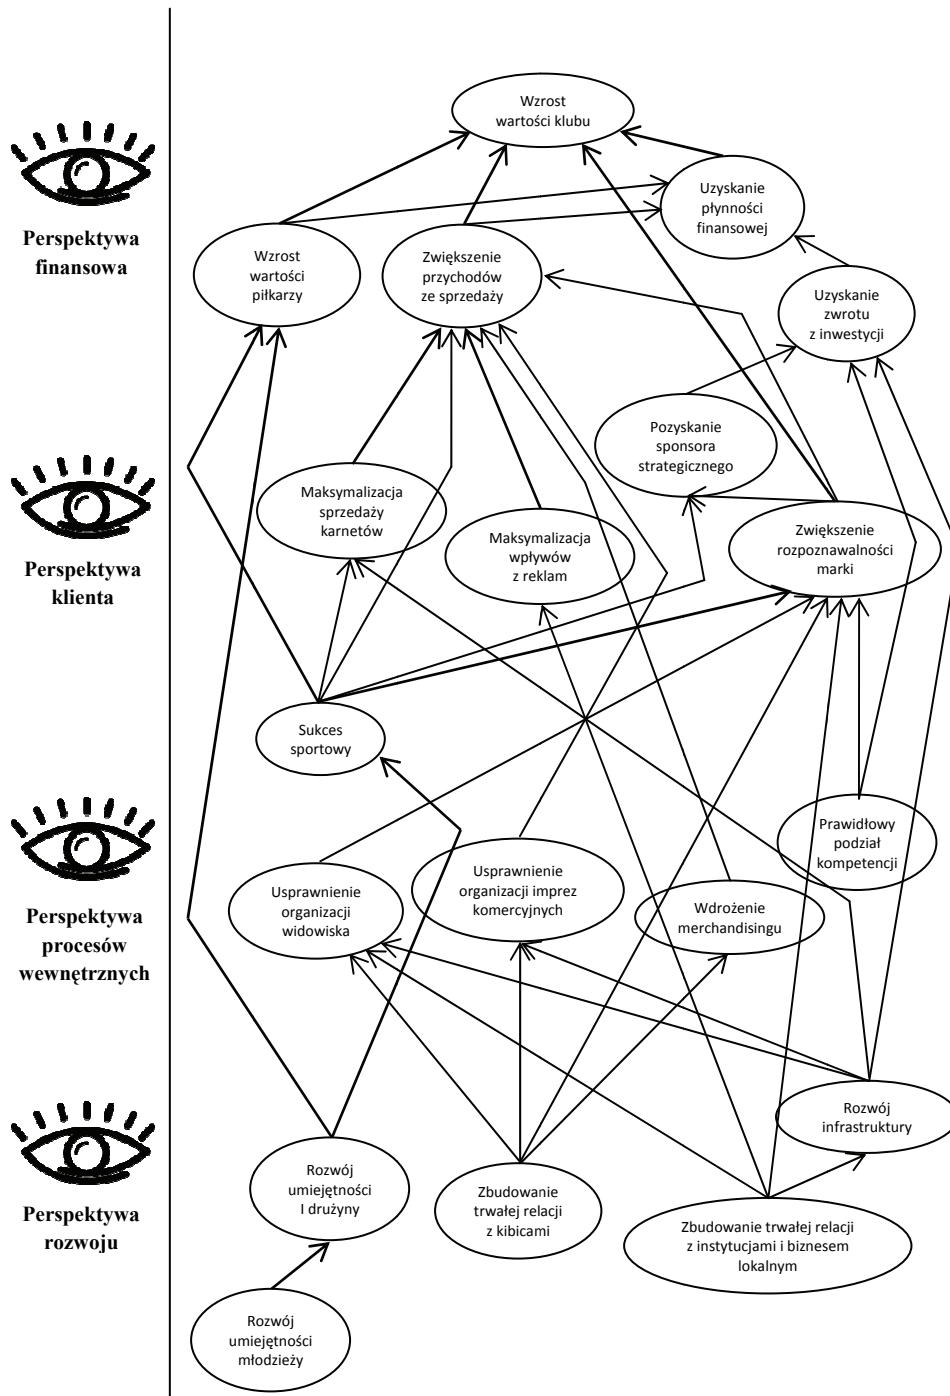 Wzrost
wartości klubu
Uzyskanie
płynności
finansowej
Perspektywa
finansowa
Wzrost
wartości
piłkarzy
Zwiększenie
przychodów
ze sprzedaży
Uzyskanie
zwrotu
z inwestycji
Pozyskanie
sponsora
strategicznego
Maksymalizacja
sprzedaży
karnetów
Maksymalizacja
wpływów
z reklam
Zwiększenie
rozpoznawalności
marki
Perspektywa
klienta
Sukces
sportowy
Prawidłowy
podział
kompetencji
Usprawnienie
organizacji
widowiska
Usprawnienie
organizacji imprez
komercyjnych
Wdrożenie
merchandisingu
Perspektywa
procesów
wewnętrznych
Rozwój
infrastruktury
Rozwój
umiejętności
I drużyny
Zbudowanie
trwałej relacji
z kibicami
Zbudowanie trwałej relacji
z instytucjami i biznesem
lokalnym
Perspektywa
rozwoju
Rozwój
umiejętności
młodzieży